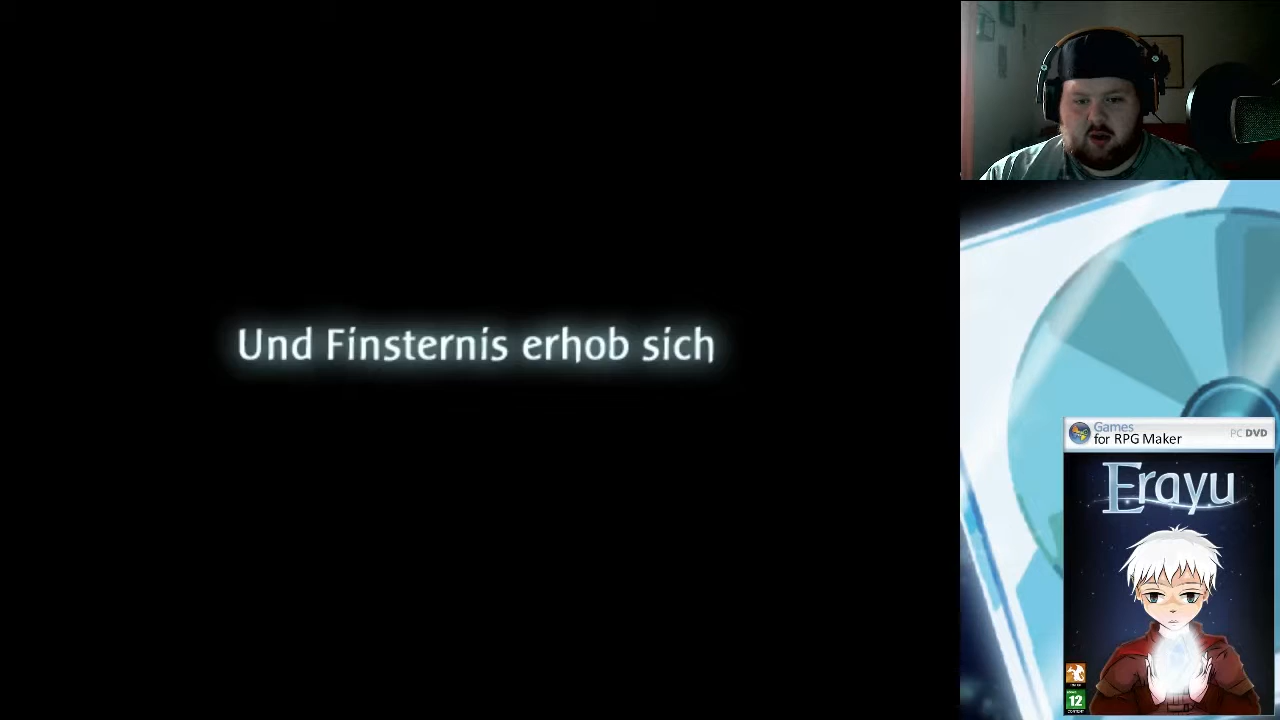 Und Finsternis erhob sich
Games
for RPG Maker
PC DVD
Erayu
12